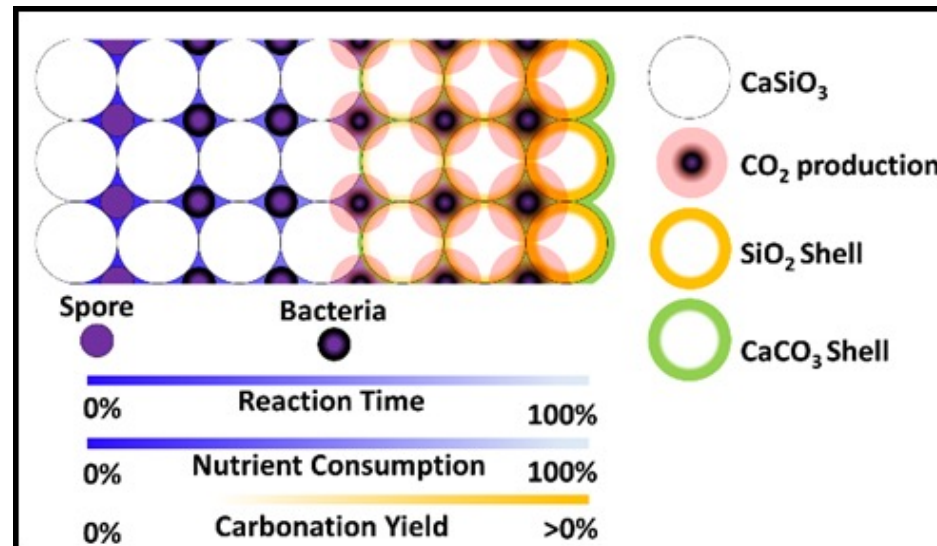 CaSiO₃
CO₂ production
SiO₂ Shell
CaCO₃ Shell
Spore
Bacteria
0% Reaction Time 100%
0% Nutrient Consumption 100%
0% Carbonation Yield >0%